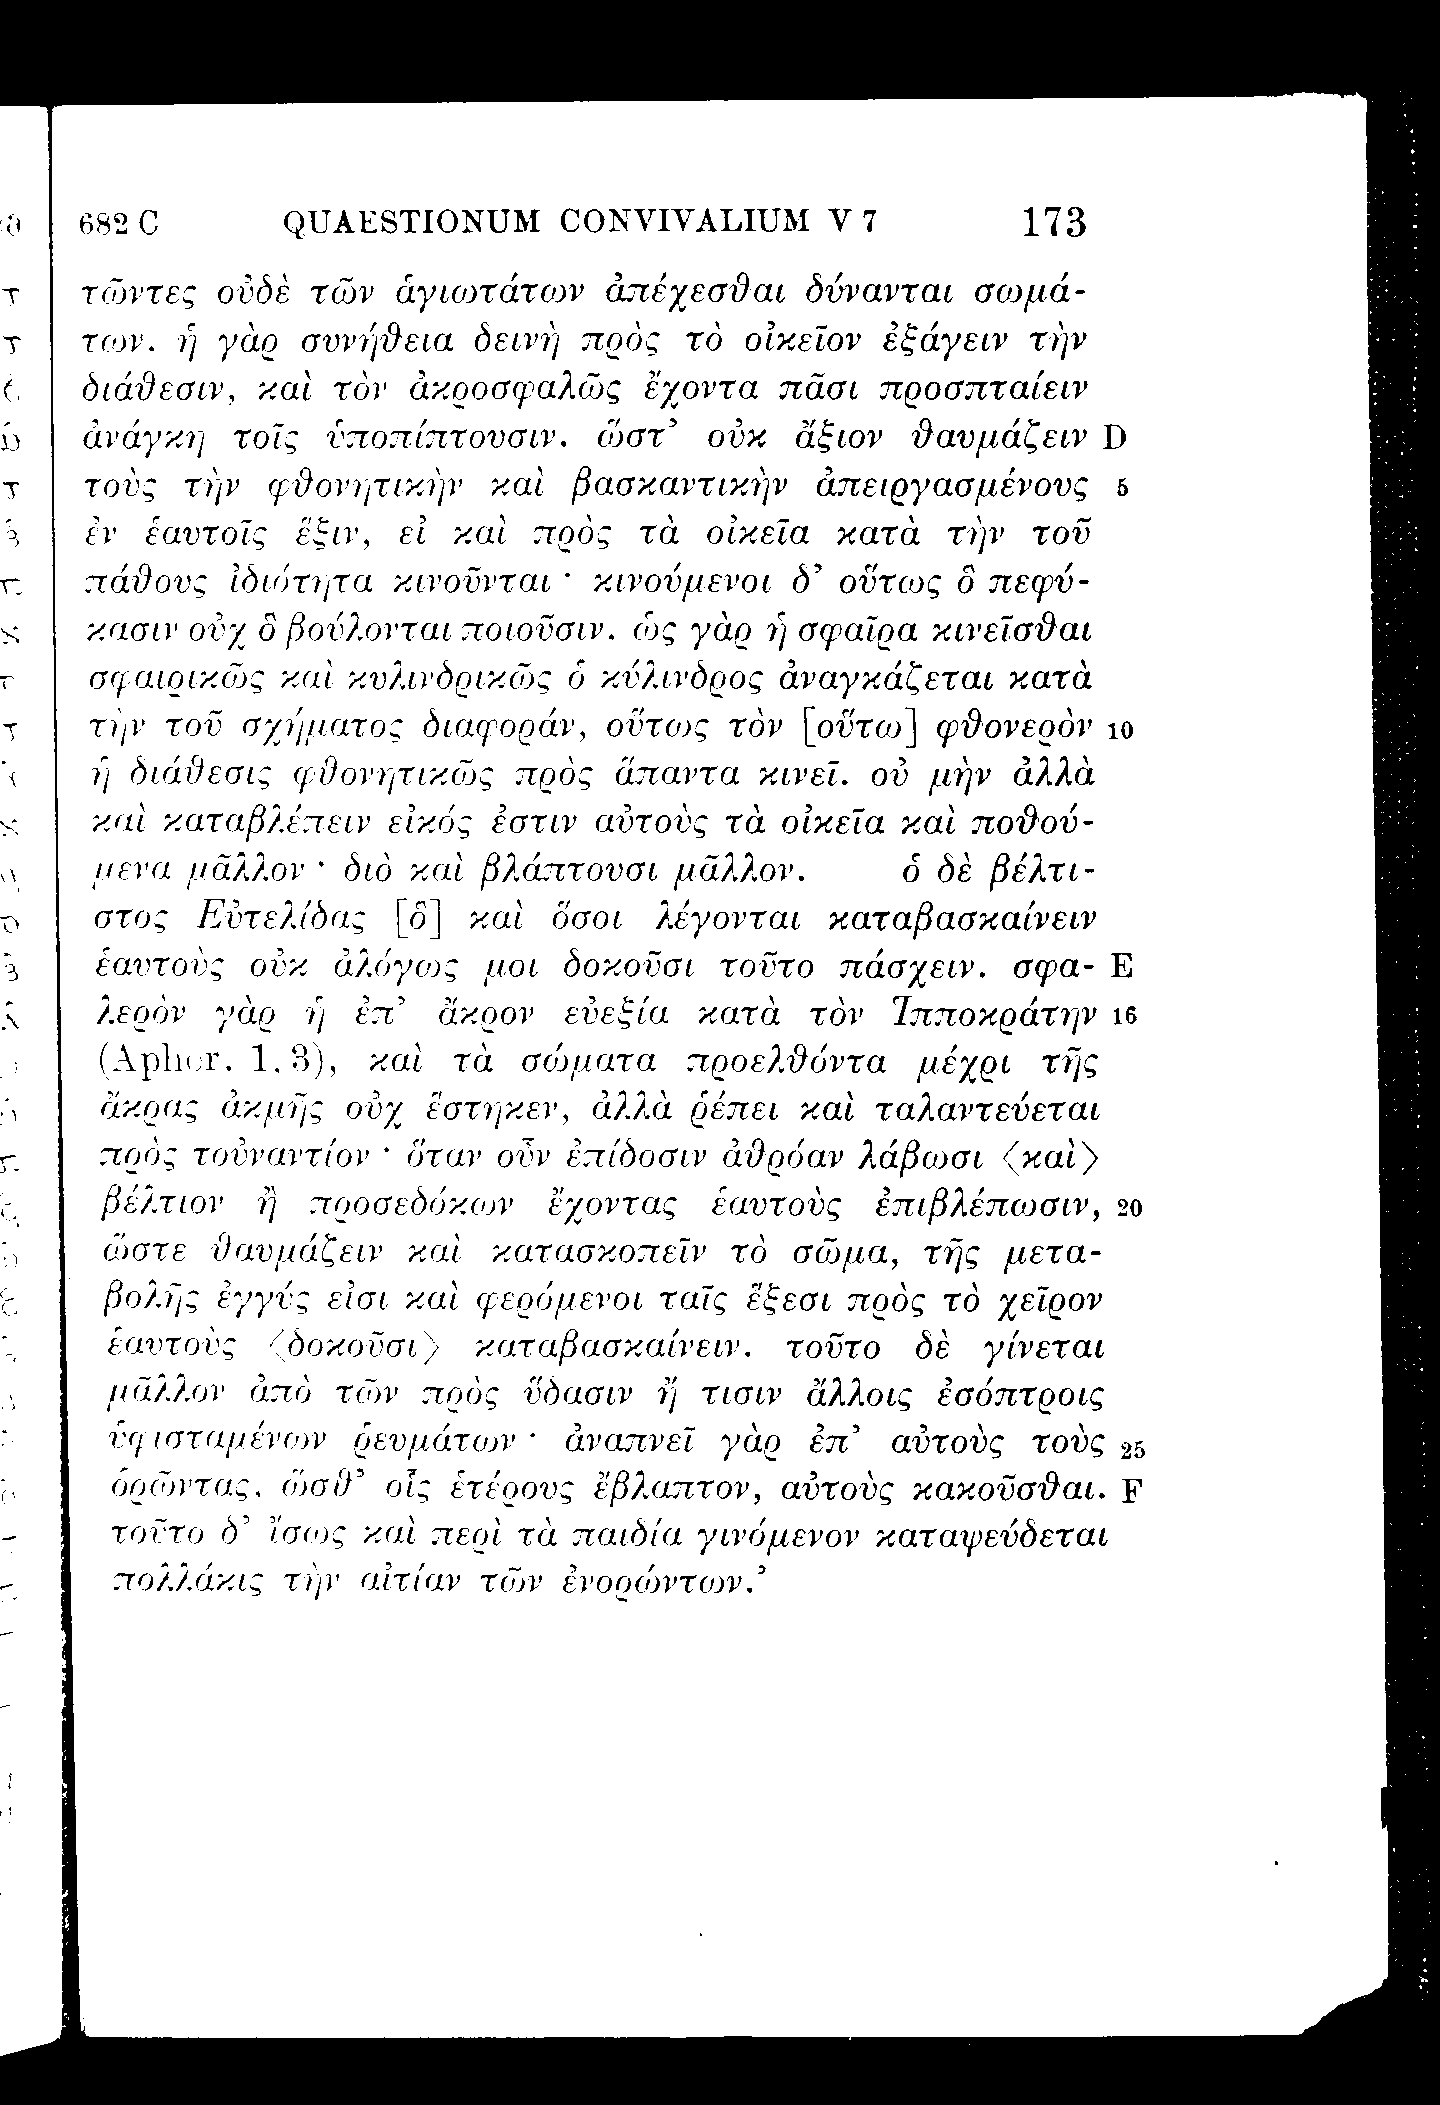 682 C QUAESTIONUM CONVIVALIUM V 7 173
τῶντες οὐδὲ τῶν ἁγιωτάτων ἀπέχεσθαι δύνανται σωμά-
των. ἡ γὰρ συνήθεια δεινὴ πρὸς τὸ οἰκεῖον ἐξάγειν τὴν
διάθεσιν, καὶ τὸν ἀκροσφαλῶς ἔχοντα πᾶσι προσπταίειν
ἀνάγκη τοῖς ὑποπίπτουσιν. ὥστ’ οὐκ ἄξιον θαυμάζειν D
τοὺς τὴν φθονητικὴν καὶ βασκαντικὴν ἀπειργασμένους 5
ἐν ἑαυτοῖς ἕξιν, εἰ καὶ πρὸς τὰ οἰκεῖα κατὰ τὴν τοῦ
πάθους ἰδιότητα κινοῦνται · κινούμενοι δ’ οὕτως ὃ πεφύ-
κασιν οὐχ ὃ βούλονται ποιοῦσιν. ὡς γὰρ ἡ σφαῖρα κινεῖσθαι
σφαιρικῶς καὶ κυλινδρικῶς ὁ κύλινδρος ἀναγκάζεται κατὰ
τὴν τοῦ σχήματος διαφοράν, οὕτως τὸν [οὕτω] φθονερὸν 10
ἡ διάθεσις φθονητικῶς πρὸς ἅπαντα κινεῖ. οὐ μὴν ἀλλὰ
καὶ καταβλέπειν εἰκός ἐστιν αὐτοὺς τὰ οἰκεῖα καὶ ποθού-
μενα μᾶλλον · διὸ καὶ βλάπτουσι μᾶλλον. ὁ δὲ βέλτι-
στος Εὐτελίδας [ὃ] καὶ ὅσοι λέγονται καταβασκαίνειν
ἑαυτοὺς οὐκ ἀλόγως μοι δοκοῦσι τοῦτο πάσχειν. σφα- E
λερὸν γὰρ ἡ ἐπ’ ἄκρον εὐεξία κατὰ τὸν Ἱπποκράτην 16
(Aphor. 1. 3), καὶ τὰ σώματα προελθόντα μέχρι τῆς
ἄκρας ἀκμῆς οὐχ ἕστηκεν, ἀλλὰ ῥέπει καὶ ταλαντεύεται
πρὸς τοὐναντίον · ὅταν οὖν ἐπίδοσιν ἀθρόαν λάβωσι ⟨καὶ⟩
βέλτιον ἢ προσεδόκων ἔχοντας ἑαυτοὺς ἐπιβλέπωσιν, 20
ὥστε θαυμάζειν καὶ κατασκοπεῖν τὸ σῶμα, τῆς μετα-
βολῆς ἐγγύς εἰσι καὶ φερόμενοι ταῖς ἕξεσι πρὸς τὸ χεῖρον
ἑαυτοὺς ⟨δοκοῦσι⟩ καταβασκαίνειν. τοῦτο δὲ γίνεται
μᾶλλον ἀπὸ τῶν πρὸς ὕδασιν ἤ τισιν ἄλλοις ἐσόπτροις
ὑφισταμένων ῥευμάτων · ἀναπνεῖ γὰρ ἐπ’ αὐτοὺς τοὺς 25
ὁρῶντας, ὥσθ’ οἷς ἑτέρους ἔβλαπτον, αὐτοὺς κακοῦσθαι. F
τοῦτο δ’ ἴσως καὶ περὶ τὰ παιδία γινόμενον καταψεύδεται
πολλάκις τὴν αἰτίαν τῶν ἐνορώντων.’